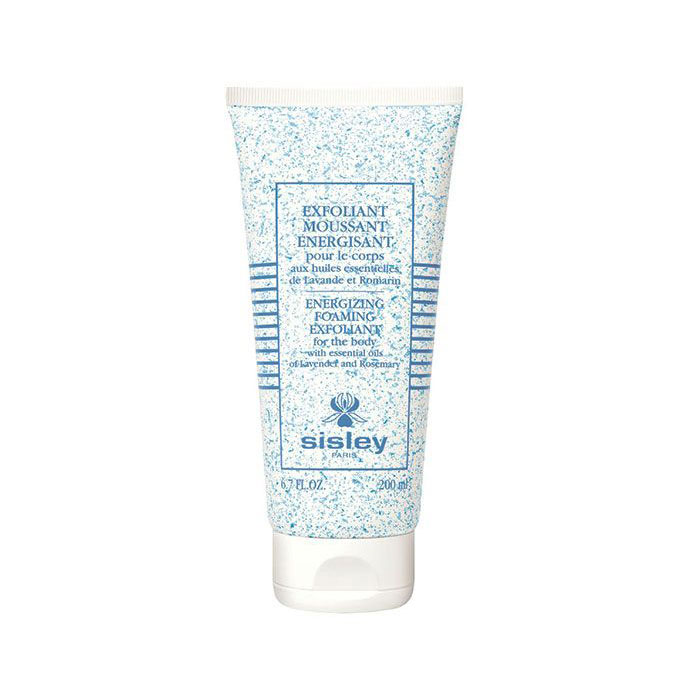 EXFOLIANT
MOUSSANT
ENERGISANT
pour le corps
aux huiles essentielles
de Lavande et Romarin
ENERGIZING
FOAMING
EXFOLIANT
for the body
with essential oils
of Lavender and Rosemary
sisley
PARIS
6.7 FL.OZ. 200 ml